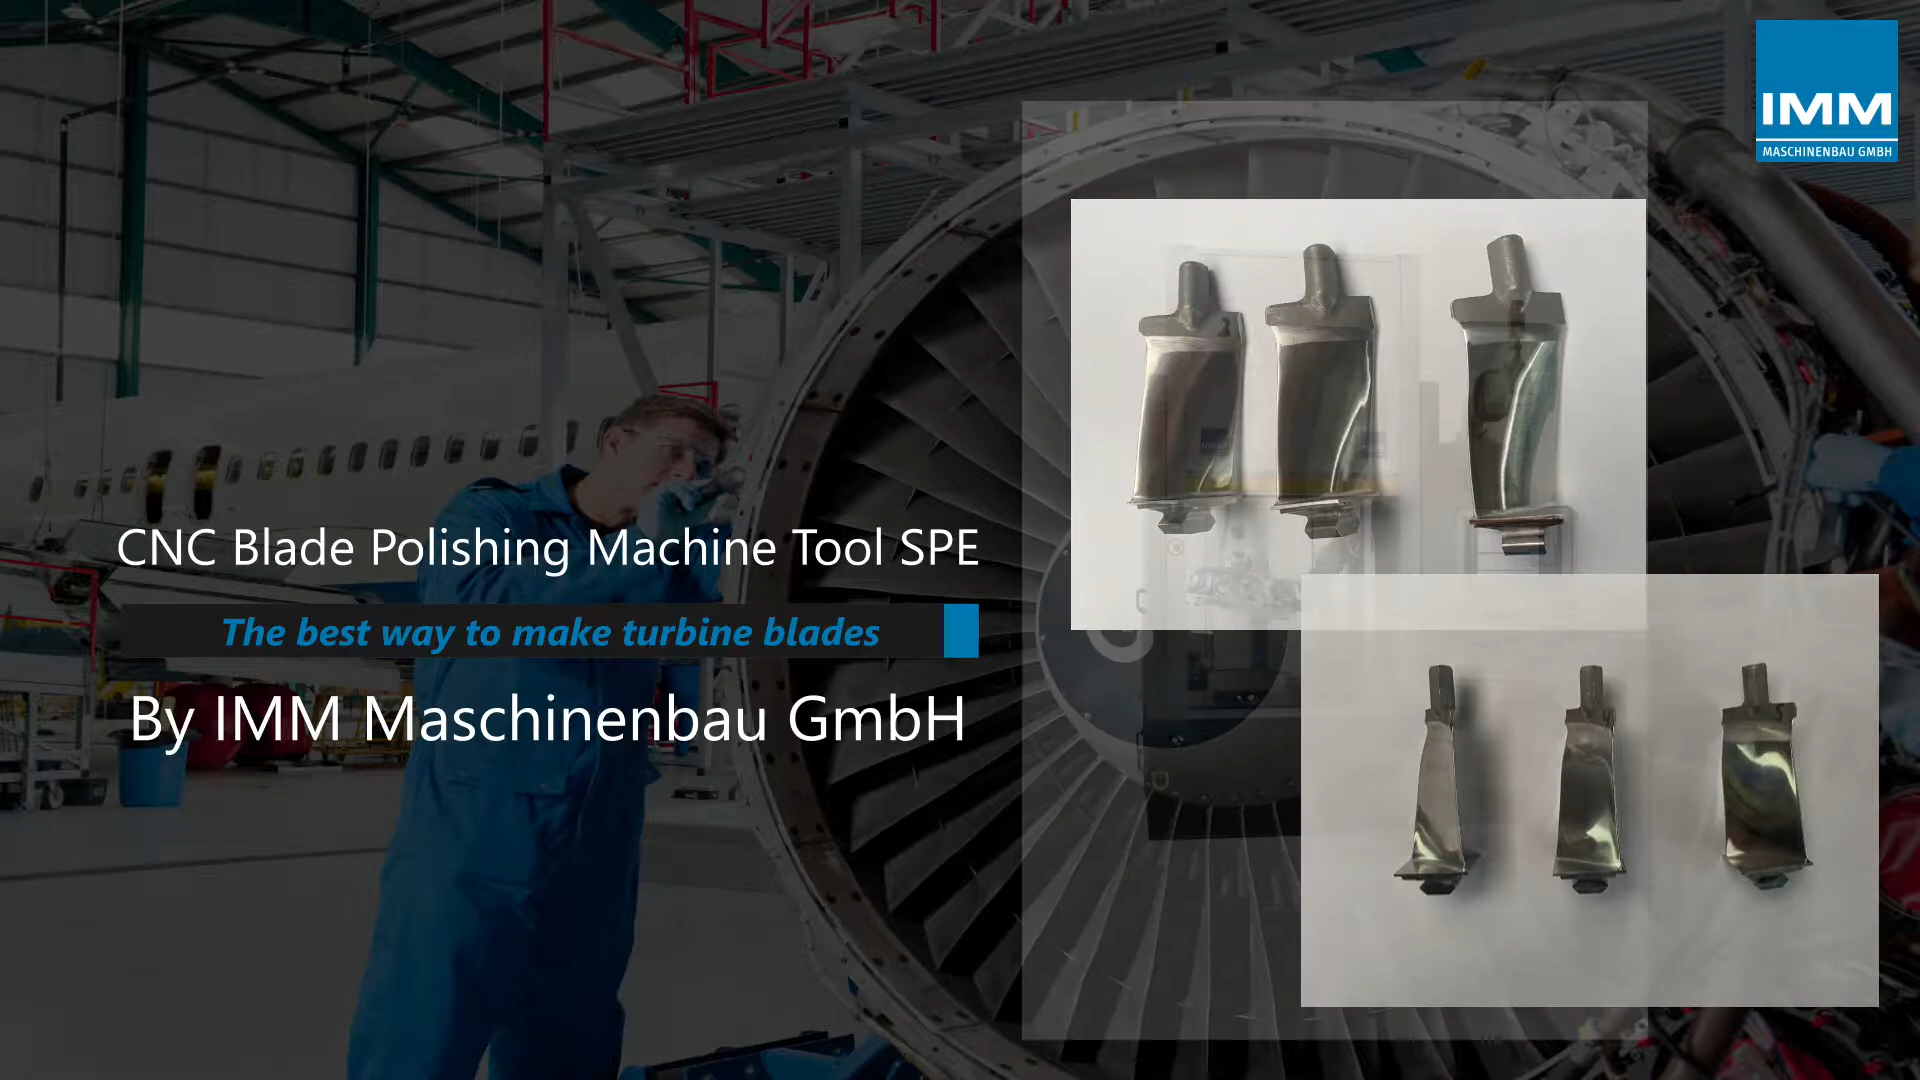 IMM
MASCHINENBAU GMBH
CNC Blade Polishing Machine Tool SPE
The best way to make turbine blades
By IMM Maschinenbau GmbH